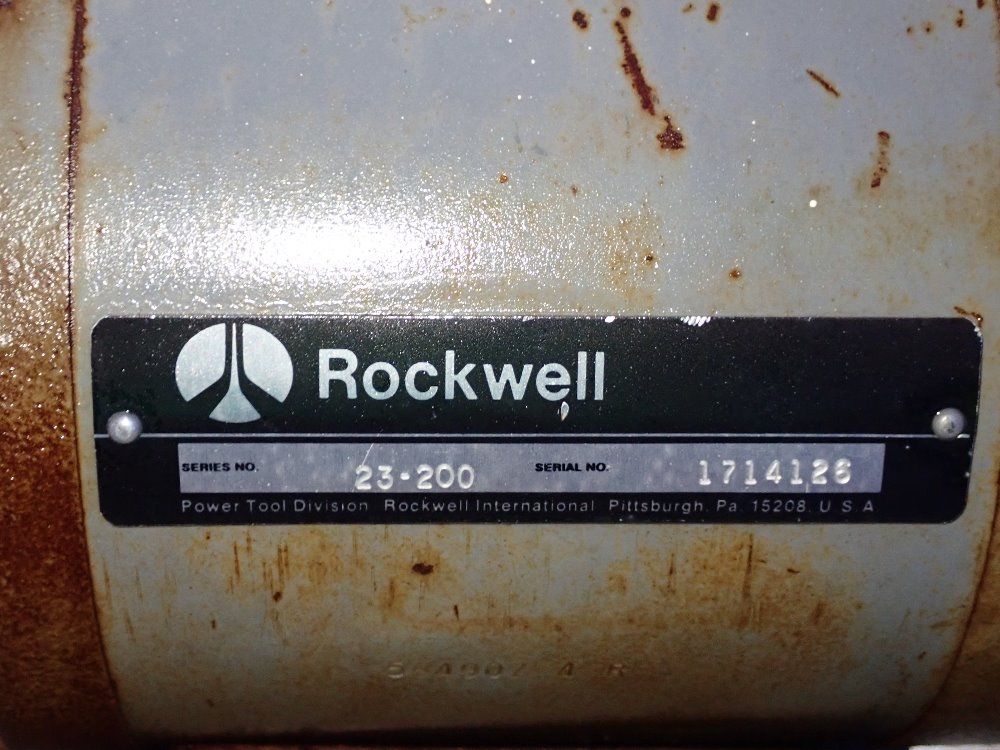 Rockwell
SERIES NO. 23-200 SERIAL NO. 1714126
Power Tool Division Rockwell International Pittsburgh, Pa. 15208, U S A